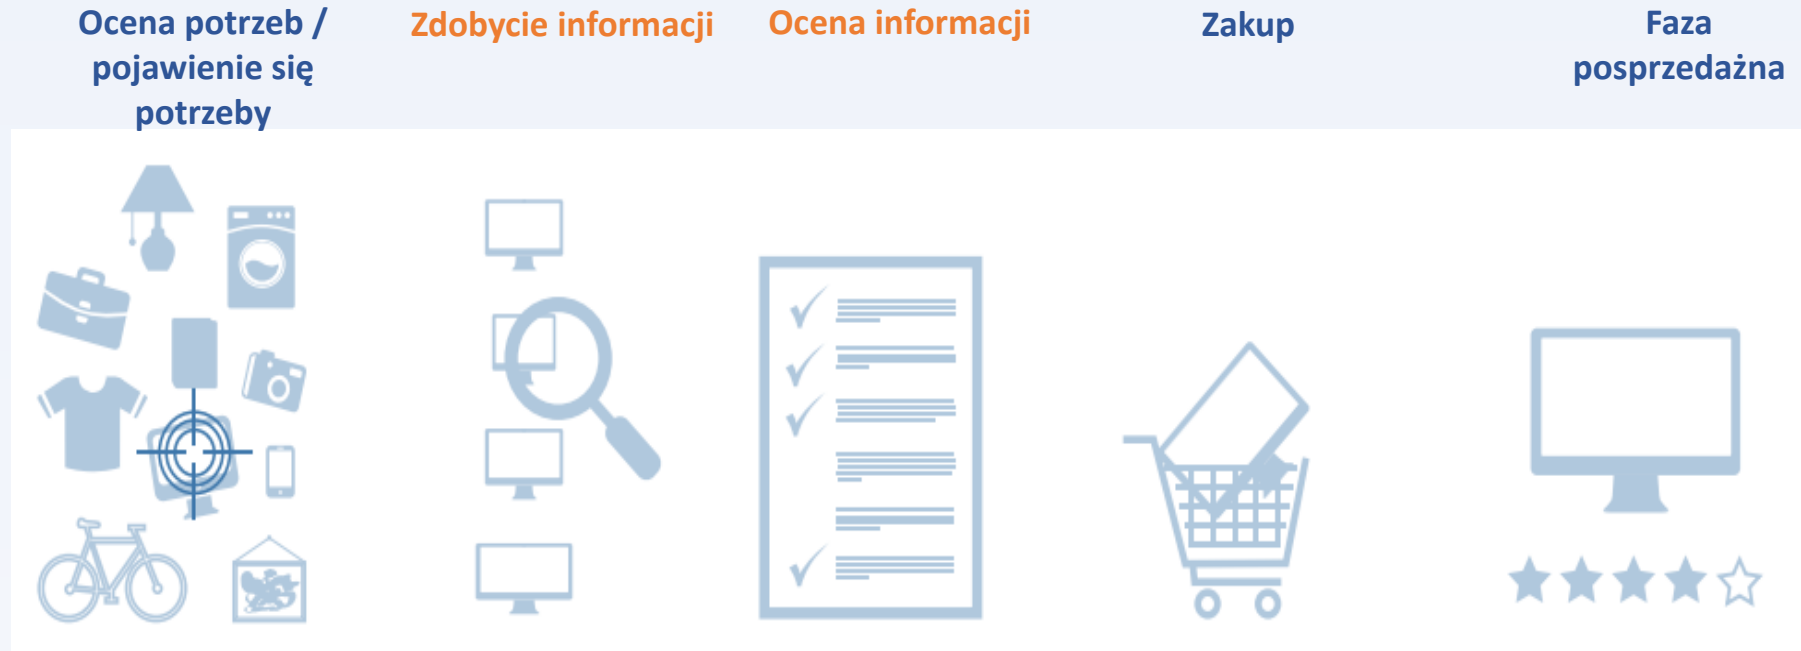 Ocena potrzeb /
pojawienie się
potrzeby
Zdobycie informacji
Ocena informacji
Zakup
Faza
posprzedażna